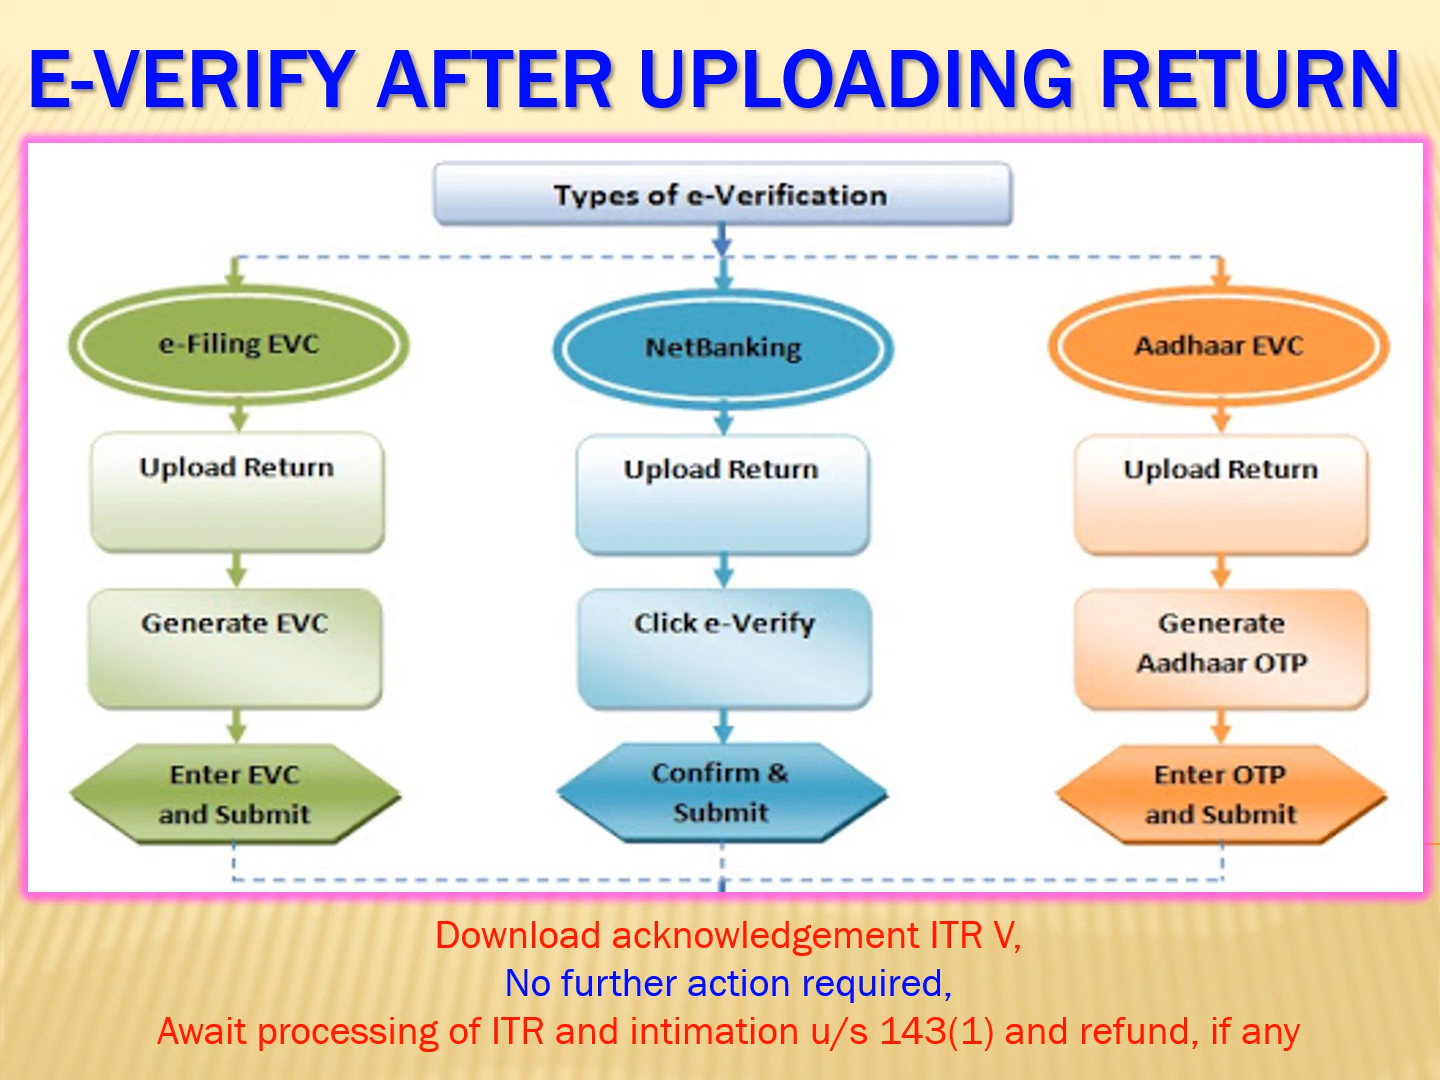 E-VERIFY AFTER UPLOADING RETURN
Types of e-Verification
e-Filing EVC
NetBanking
Aadhaar EVC
Upload Return
Upload Return
Upload Return
Generate EVC
Click e-Verify
Generate
Aadhaar OTP
Enter EVC
and Submit
Confirm &
Submit
Enter OTP
and Submit
Download acknowledgement ITR V,
No further action required,
Await processing of ITR and intimation u/s 143(1) and refund, if any